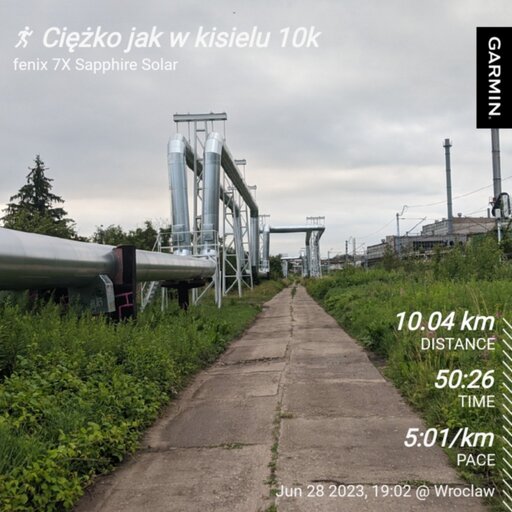 Ciężko jak w kisielu 10k
fenix 7X Sapphire Solar
GARMIN.
10.04 km
DISTANCE
50:26
TIME
5:01/km
PACE
Jun 28 2023, 19:02 @ Wroclaw